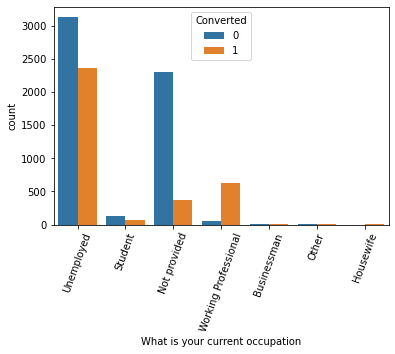 Converted
0
1
3000
2500
2000
1500
1000
500
0
count
Unemployed
Student
Not provided
Working Professional
Businessman
Other
Housewife
What is your current occupation